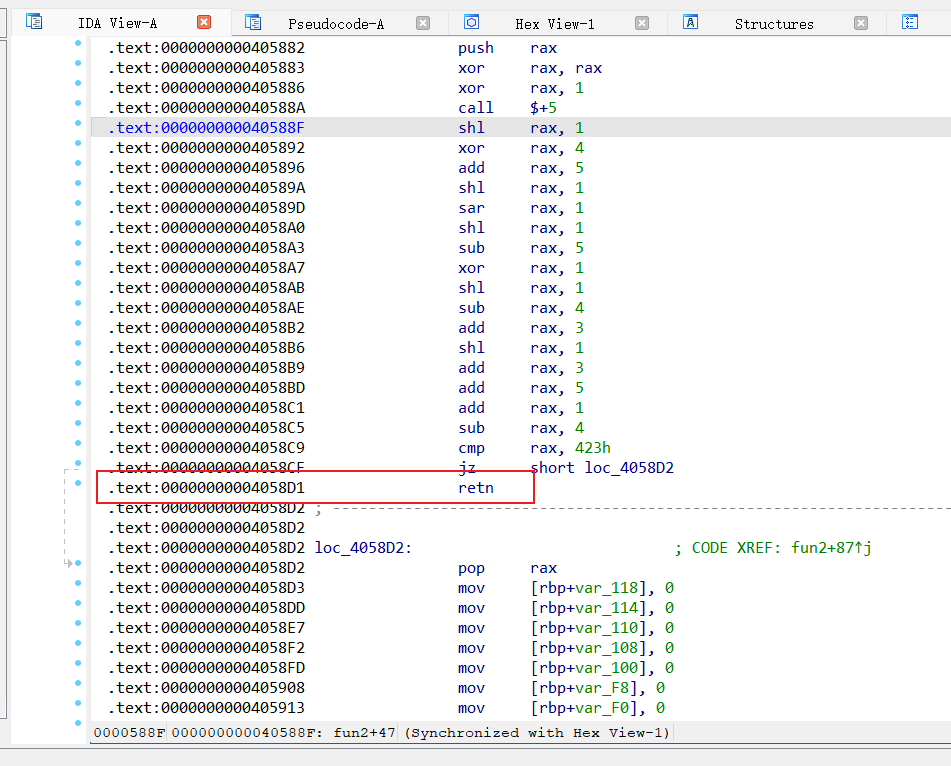 IDA View-A Pseudocode-A Hex View-1 Structures
.text:0000000000405882 push rax
.text:0000000000405883 xor rax, rax
.text:0000000000405886 xor rax, 1
.text:000000000040588A call $+5
.text:000000000040588F shl rax, 1
.text:0000000000405892 xor rax, 4
.text:0000000000405896 add rax, 5
.text:000000000040589A shl rax, 1
.text:000000000040589D sar rax, 1
.text:00000000004058A0 shl rax, 1
.text:00000000004058A3 sub rax, 5
.text:00000000004058A7 xor rax, 1
.text:00000000004058AB shl rax, 1
.text:00000000004058AE sub rax, 4
.text:00000000004058B2 add rax, 3
.text:00000000004058B6 shl rax, 1
.text:00000000004058B9 add rax, 3
.text:00000000004058BD add rax, 5
.text:00000000004058C1 add rax, 1
.text:00000000004058C5 sub rax, 4
.text:00000000004058C9 cmp rax, 423h
.text:00000000004058CF jz short loc_4058D2
.text:00000000004058D1 retn
.text:00000000004058D2 ; ---------------------------------------------------------------------------
.text:00000000004058D2
.text:00000000004058D2 loc_4058D2: ; CODE XREF: fun2+87↑j
.text:00000000004058D2 pop rax
.text:00000000004058D3 mov [rbp+var_118], 0
.text:00000000004058DD mov [rbp+var_114], 0
.text:00000000004058E7 mov [rbp+var_110], 0
.text:00000000004058F2 mov [rbp+var_108], 0
.text:00000000004058FD mov [rbp+var_100], 0
.text:0000000000405908 mov [rbp+var_F8], 0
.text:0000000000405913 mov [rbp+var_F0], 0
0000588F 000000000040588F: fun2+47 (Synchronized with Hex View-1)